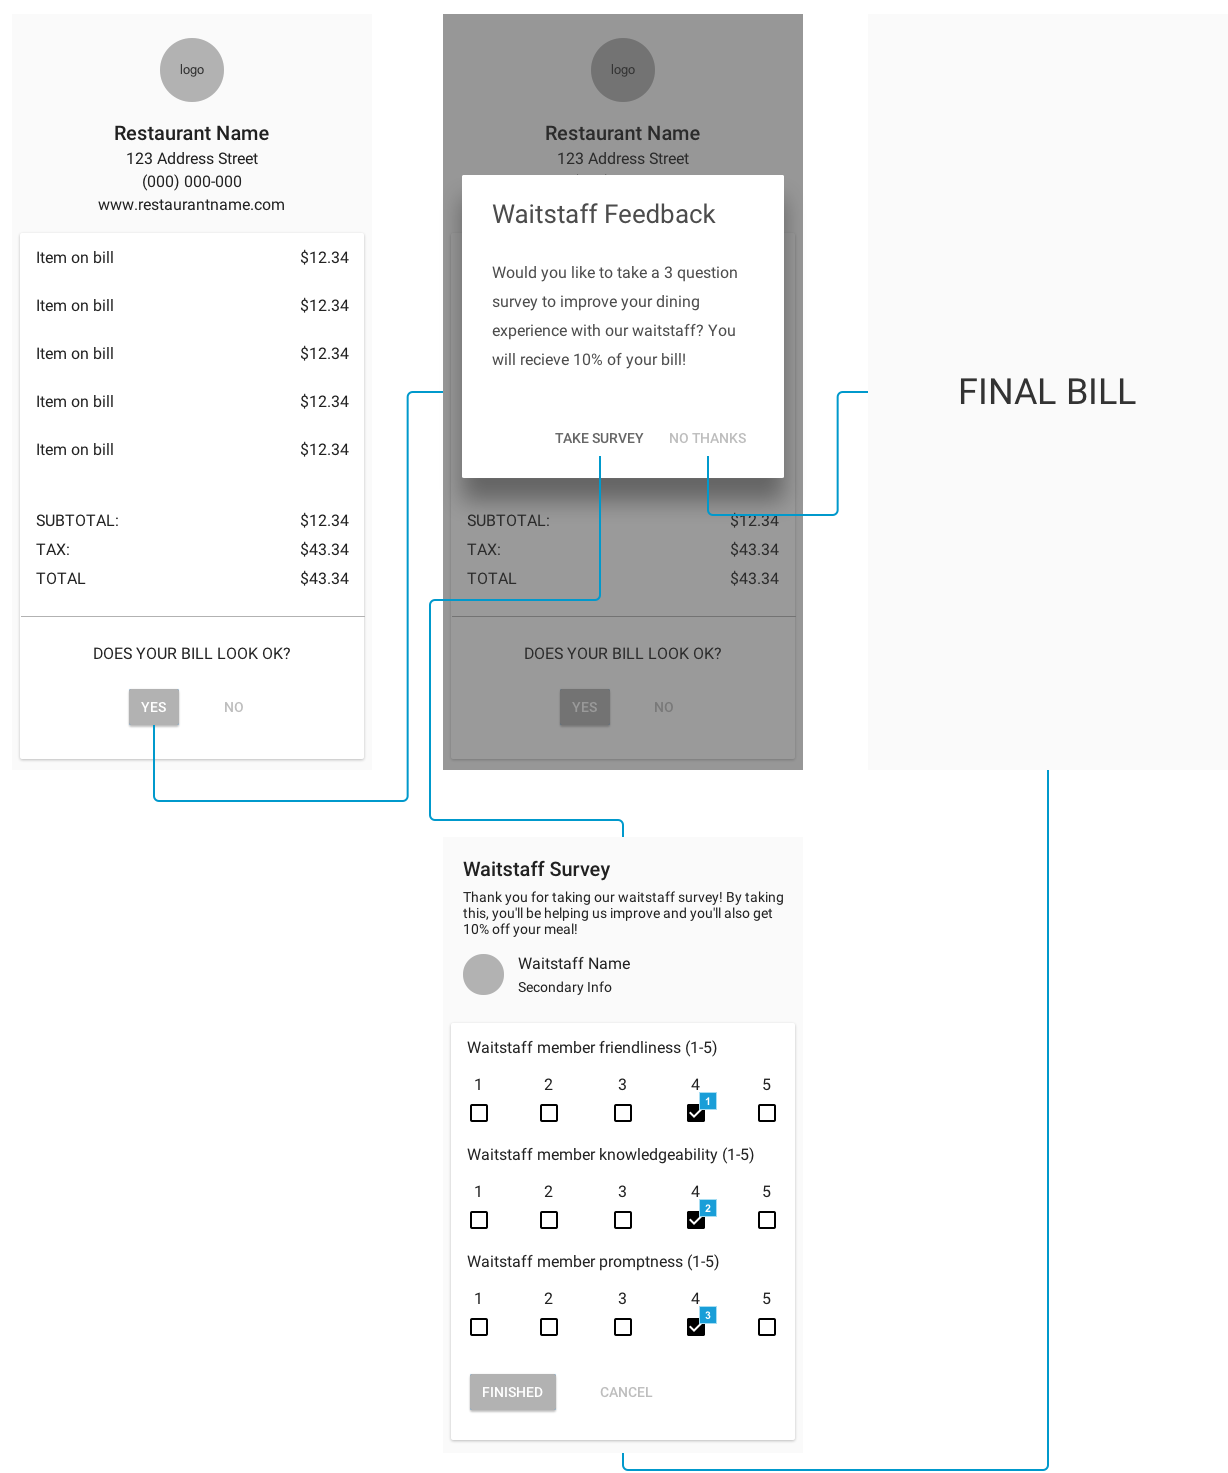 logo
Restaurant Name
123 Address Street
(000) 000-000
www.restaurantname.com
Item on bill $12.34
Item on bill $12.34
Item on bill $12.34
Item on bill $12.34
Item on bill $12.34
SUBTOTAL: $12.34
TAX: $43.34
TOTAL $43.34
DOES YOUR BILL LOOK OK?
YES NO
logo
Restaurant Name
123 Address Street
Waitstaff Feedback
Would you like to take a 3 question
survey to improve your dining
experience with our waitstaff? You
will recieve 10% of your bill!
TAKE SURVEY NO THANKS
SUBTOTAL: $12.34
TAX: $43.34
TOTAL $43.34
DOES YOUR BILL LOOK OK?
YES NO
FINAL BILL
Waitstaff Survey
Thank you for taking our waitstaff survey! By taking
this, you'll be helping us improve and you'll also get
10% off your meal!
Waitstaff Name
Secondary Info
Waitstaff member friendliness (1-5)
1 2 3 4 5
1
Waitstaff member knowledgeability (1-5)
1 2 3 4 5
2
Waitstaff member promptness (1-5)
1 2 3 4 5
3
FINISHED CANCEL